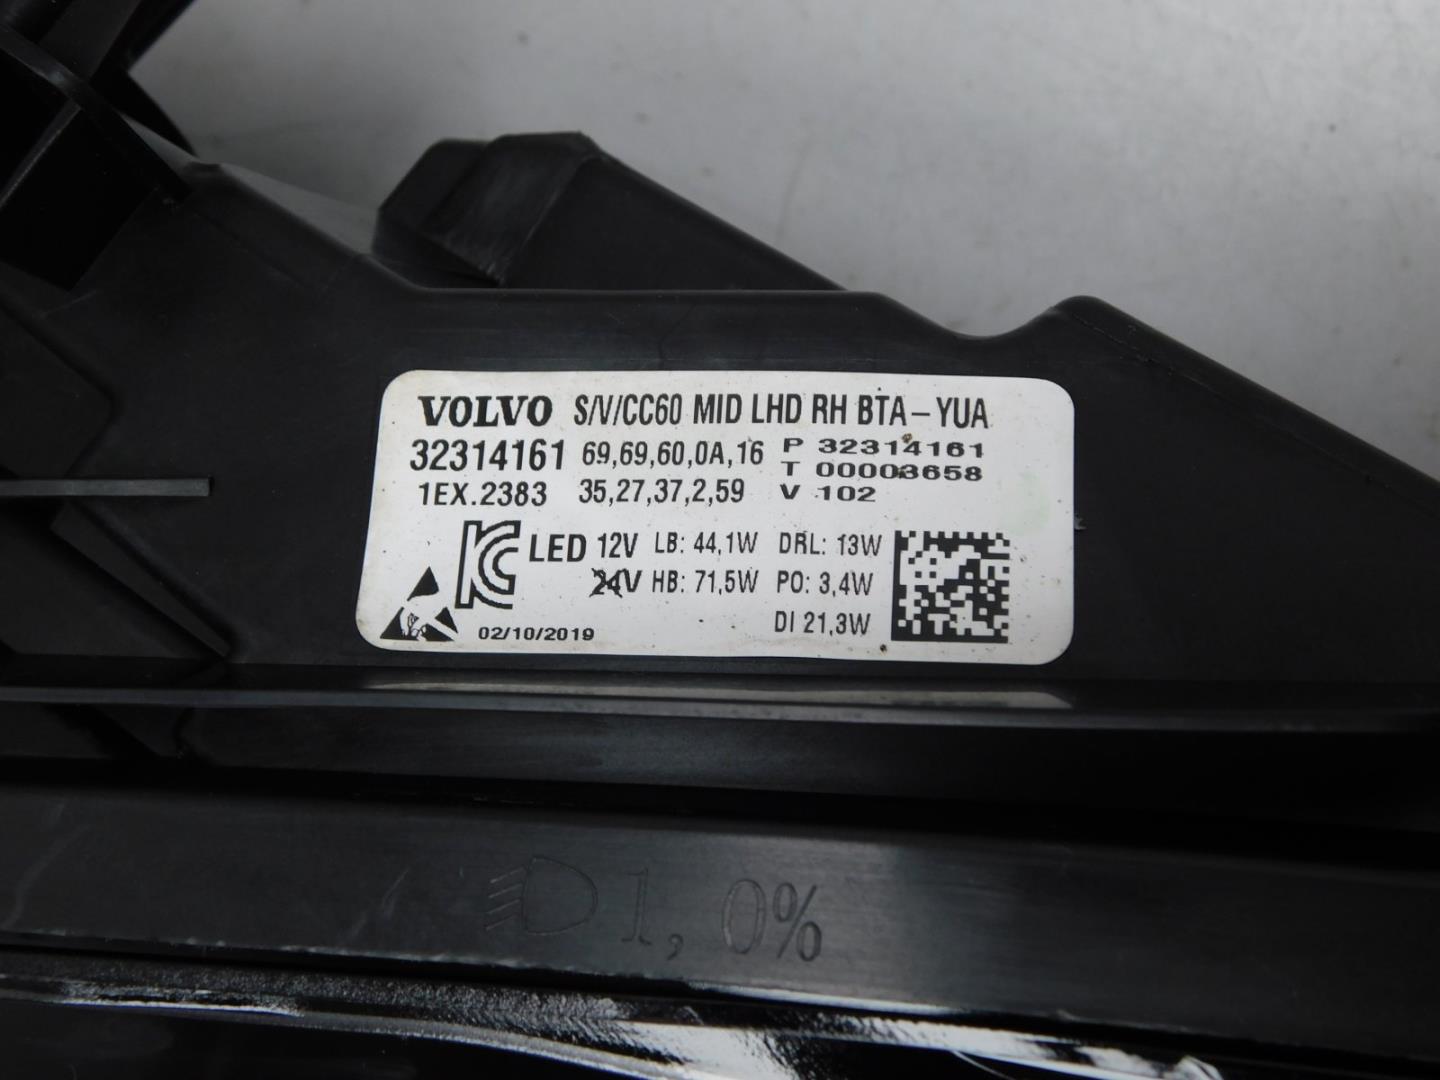 VOLVO S/V/CC60 MID LHD RH BTA-YUA
32314161 69,69,60,0A,16 P 32314161
T 00003658
1EX.2383 35,27,37,2,59 V 102
LED 12V LB: 44,1W DRL: 13W
24V HB: 71,5W PO: 3,4W
02/10/2019 DI 21,3W
1,0%